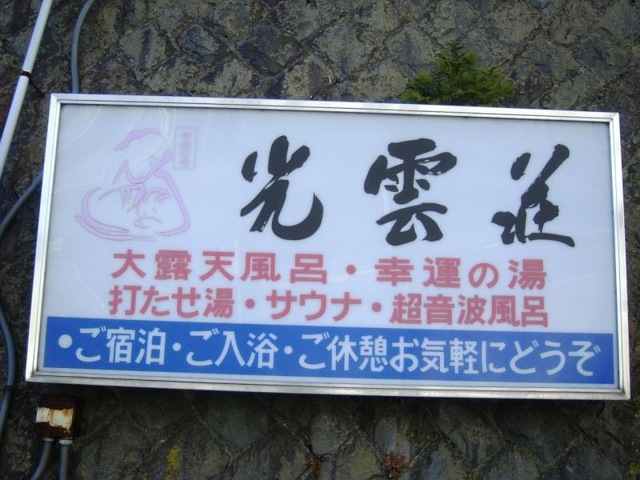 光雲荘
大露天風呂・幸運の湯
打たせ湯・サウナ・超音波風呂
・ご宿泊・ご入浴・ご休憩お気軽にどうぞ